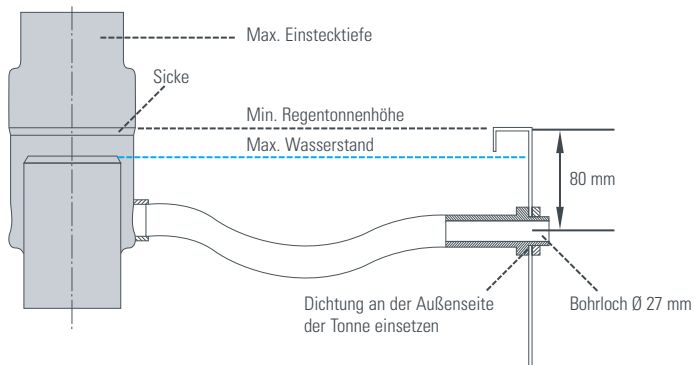 Max. Einstecktiefe
Sicke
Min. Regentonnenhöhe
Max. Wasserstand
80 mm
Dichtung an der Außenseite
der Tonne einsetzen
Bohrloch Ø 27 mm